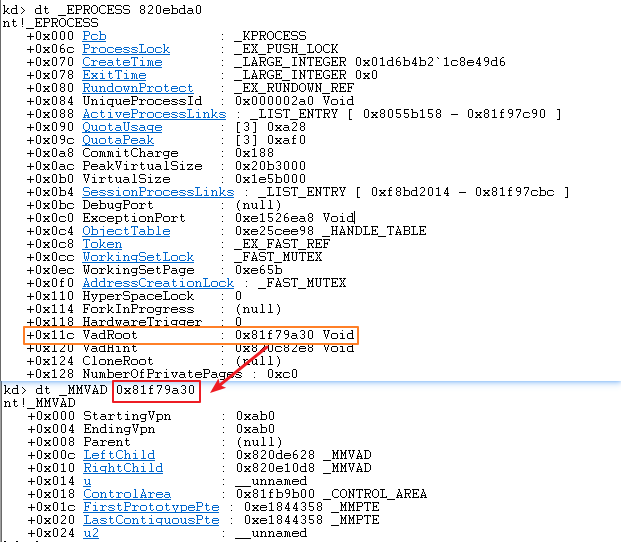 kd> dt _EPROCESS 820ebda0
nt!_EPROCESS
+0x000 Pcb : _KPROCESS
+0x06c ProcessLock : _EX_PUSH_LOCK
+0x070 CreateTime : _LARGE_INTEGER 0x01d6b4b2`1c8e49d6
+0x078 ExitTime : _LARGE_INTEGER 0x0
+0x080 RundownProtect : _EX_RUNDOWN_REF
+0x084 UniqueProcessId : 0x000002a0 Void
+0x088 ActiveProcessLinks : _LIST_ENTRY [ 0x8055b158 - 0x81f97c90 ]
+0x090 QuotaUsage : [3] 0xa28
+0x09c QuotaPeak : [3] 0xaf0
+0x0a8 CommitCharge : 0x188
+0x0ac PeakVirtualSize : 0x20b3000
+0x0b0 VirtualSize : 0x1e5b000
+0x0b4 SessionProcessLinks : _LIST_ENTRY [ 0xf8bd2014 - 0x81f97cbc ]
+0x0bc DebugPort : (null)
+0x0c0 ExceptionPort : 0xe1526ea8 Void
+0x0c4 ObjectTable : 0xe25cee98 _HANDLE_TABLE
+0x0c8 Token : _EX_FAST_REF
+0x0cc WorkingSetLock : _FAST_MUTEX
+0x0ec WorkingSetPage : 0xe65b
+0x0f0 AddressCreationLock : _FAST_MUTEX
+0x110 HyperSpaceLock : 0
+0x114 ForkInProgress : (null)
+0x118 HardwareTrigger : 0
+0x11c VadRoot : 0x81f79a30 Void
+0x120 VadHint : 0x820c82e8 Void
+0x124 CloneRoot : (null)
+0x128 NumberOfPrivatePages : 0xc0
kd> dt _MMVAD 0x81f79a30
nt!_MMVAD
+0x000 StartingVpn : 0xab0
+0x004 EndingVpn : 0xab0
+0x008 Parent : (null)
+0x00c LeftChild : 0x820de628 _MMVAD
+0x010 RightChild : 0x820e10d8 _MMVAD
+0x014 u : __unnamed
+0x018 ControlArea : 0x81fb9b00 _CONTROL_AREA
+0x01c FirstPrototypePte : 0xe1844358 _MMPTE
+0x020 LastContiguousPte : 0xe1844358 _MMPTE
+0x024 u2 : __unnamed